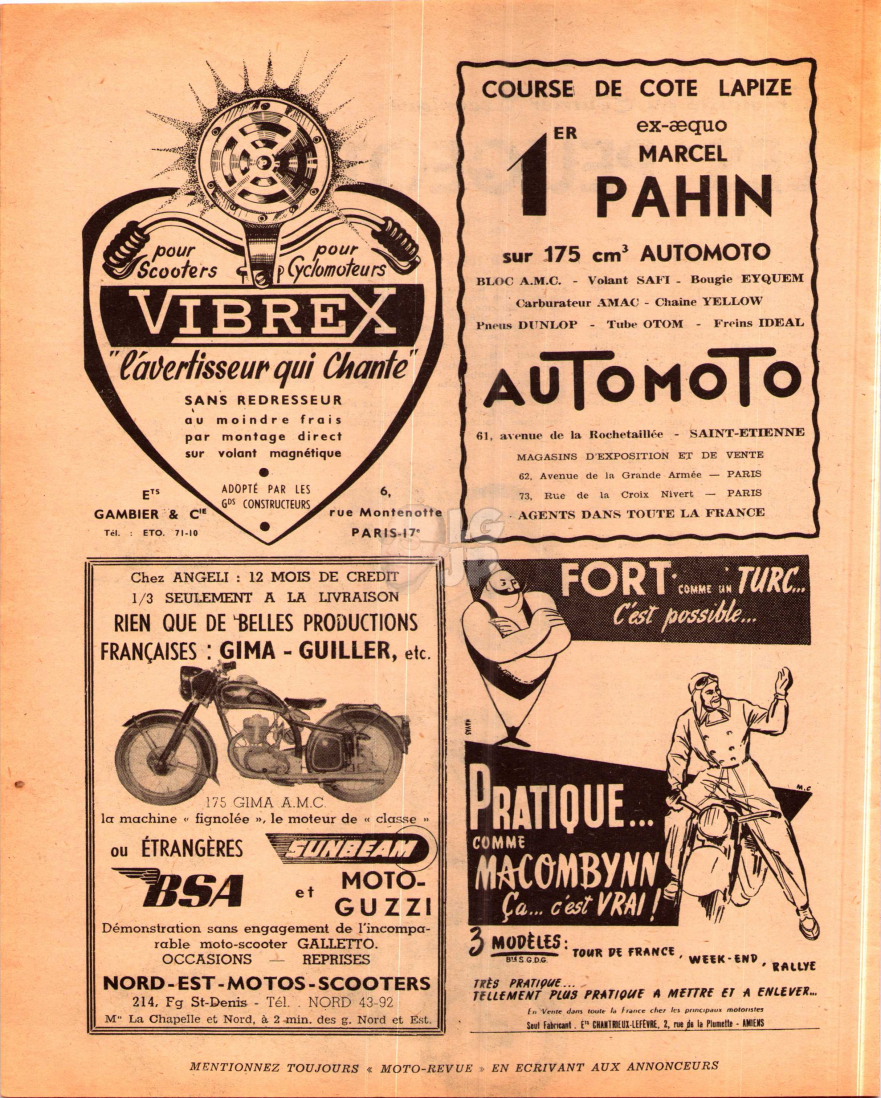 pour
Scooters
pour
Cyclomoteurs
VIBREX
"l'avertisseur qui Chante"
SANS REDRESSEUR
au moindre frais
par montage direct
sur volant magnétique
ADOPTÉ PAR LES
GDS CONSTRUCTEURS
ETS
GAMBIER & CIE
Tél. : ETO. 71-10
6,
rue Montenotte
PARIS-17e
COURSE DE COTE LAPIZE
1ER
ex-æquo
MARCEL
PAHIN
sur 175 cm3 AUTOMOTO
BLOC A.M.C. - Volant SAFI - Bougie EYQUEM
Carburateur AMAC - Chaine YELLOW
Pneus DUNLOP - Tube OTOM - Freins IDEAL
AUTOMOTO
61, avenue de la Rochetaillée - SAINT-ETIENNE
MAGASINS D'EXPOSITION ET DE VENTE
62, Avenue de la Grande Armée — PARIS
73, Rue de la Croix Nivert — PARIS
AGENTS DANS TOUTE LA FRANCE
Chez ANGELI : 12 MOIS DE CREDIT
1/3 SEULEMENT A LA LIVRAISON
RIEN QUE DE BELLES PRODUCTIONS
FRANÇAISES : GIMA - GUILLER, etc.
175 GIMA A.M.C.
la machine « fignolée », le moteur de « classe »
ou ÉTRANGÈRES
SUNBEAM
BSA
et
MOTO-
GUZZI
Démonstration sans engagement de l'incompa-
rable moto-scooter GALLETTO.
OCCASIONS — REPRISES
NORD-EST-MOTOS-SCOOTERS
214, Fg St-Denis - Tél. . NORD 43-92
Mo La Chapelle et Nord, à 2 min. des g. Nord et Est.
FORT COMME UN TURC...
C'est possible...
HAVAS
PRATIQUE...
COMME
MACOMBYNN
Ça... c'est VRAI !
M.C
3 MODÈLES : TOUR DE FRANCE, WEEK-END, RALLYE
Btés S.G.D.G.
TRÈS PRATIQUE...
TELLEMENT PLUS PRATIQUE A METTRE ET A ENLEVER...
En Vente dans toute la France chez les principaux motoristes
Seul Fabricant . Ets CHANTRIEUX-LEFÈVRE, 2, rue de la Plumette - AMIENS
MENTIONNEZ TOUJOURS « MOTO-REVUE » EN ECRIVANT AUX ANNONCEURS